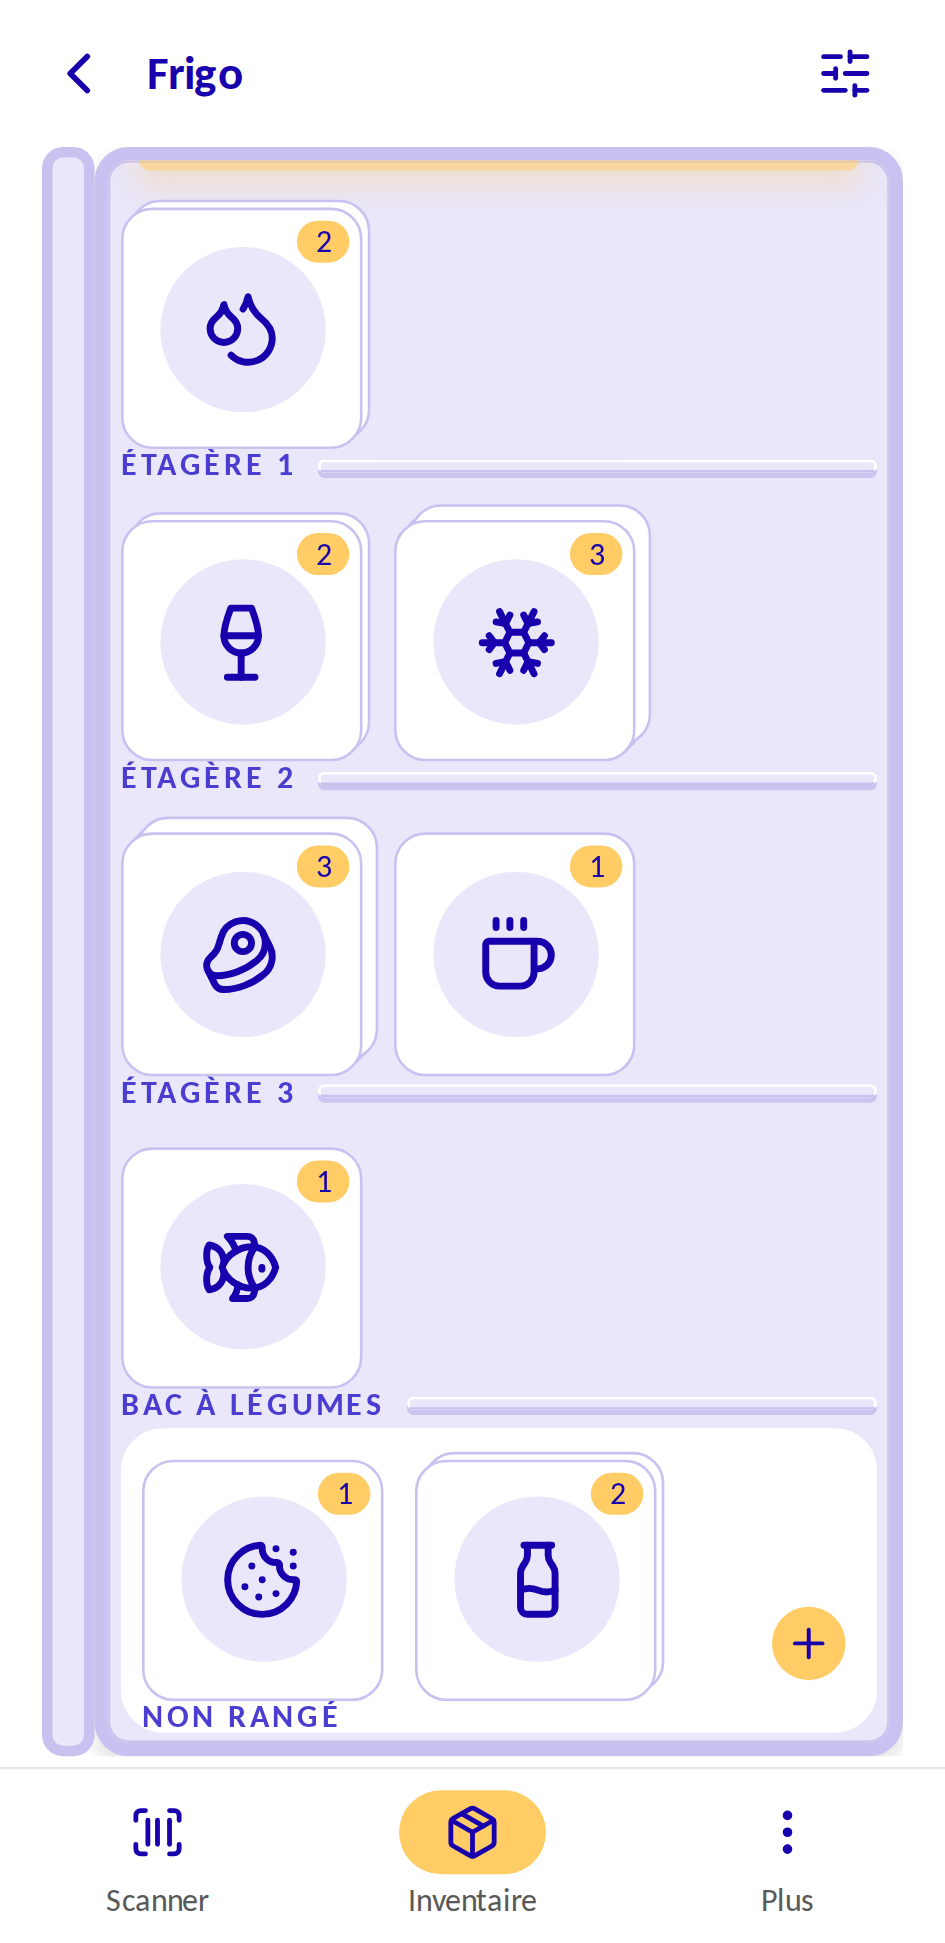 Frigo
2
ÉTAGÈRE 1
2
3
ÉTAGÈRE 2
3
1
ÉTAGÈRE 3
1
BAC À LÉGUMES
1
2
NON RANGÉ
Scanner
Inventaire
Plus